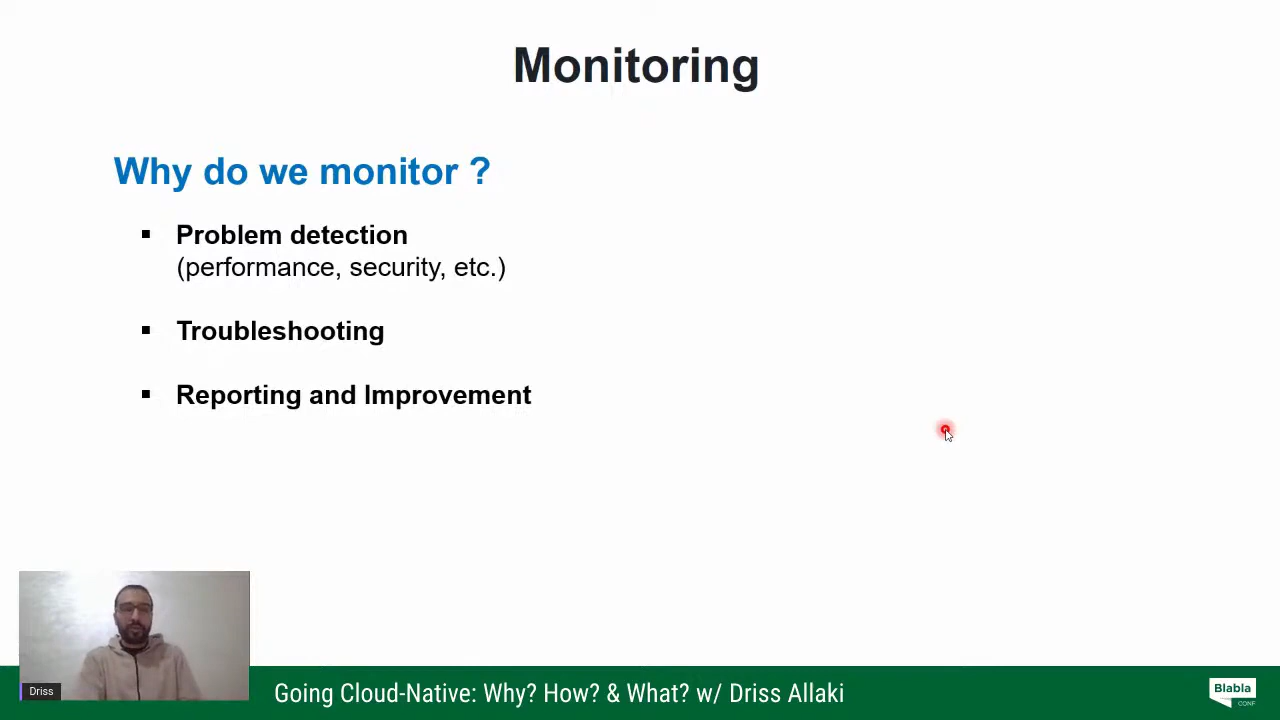 Monitoring
Why do we monitor ?
Problem detection
(performance, security, etc.)
Troubleshooting
Reporting and Improvement
Driss
Going Cloud-Native: Why? How? & What? w/ Driss Allaki
Blabla
CONF